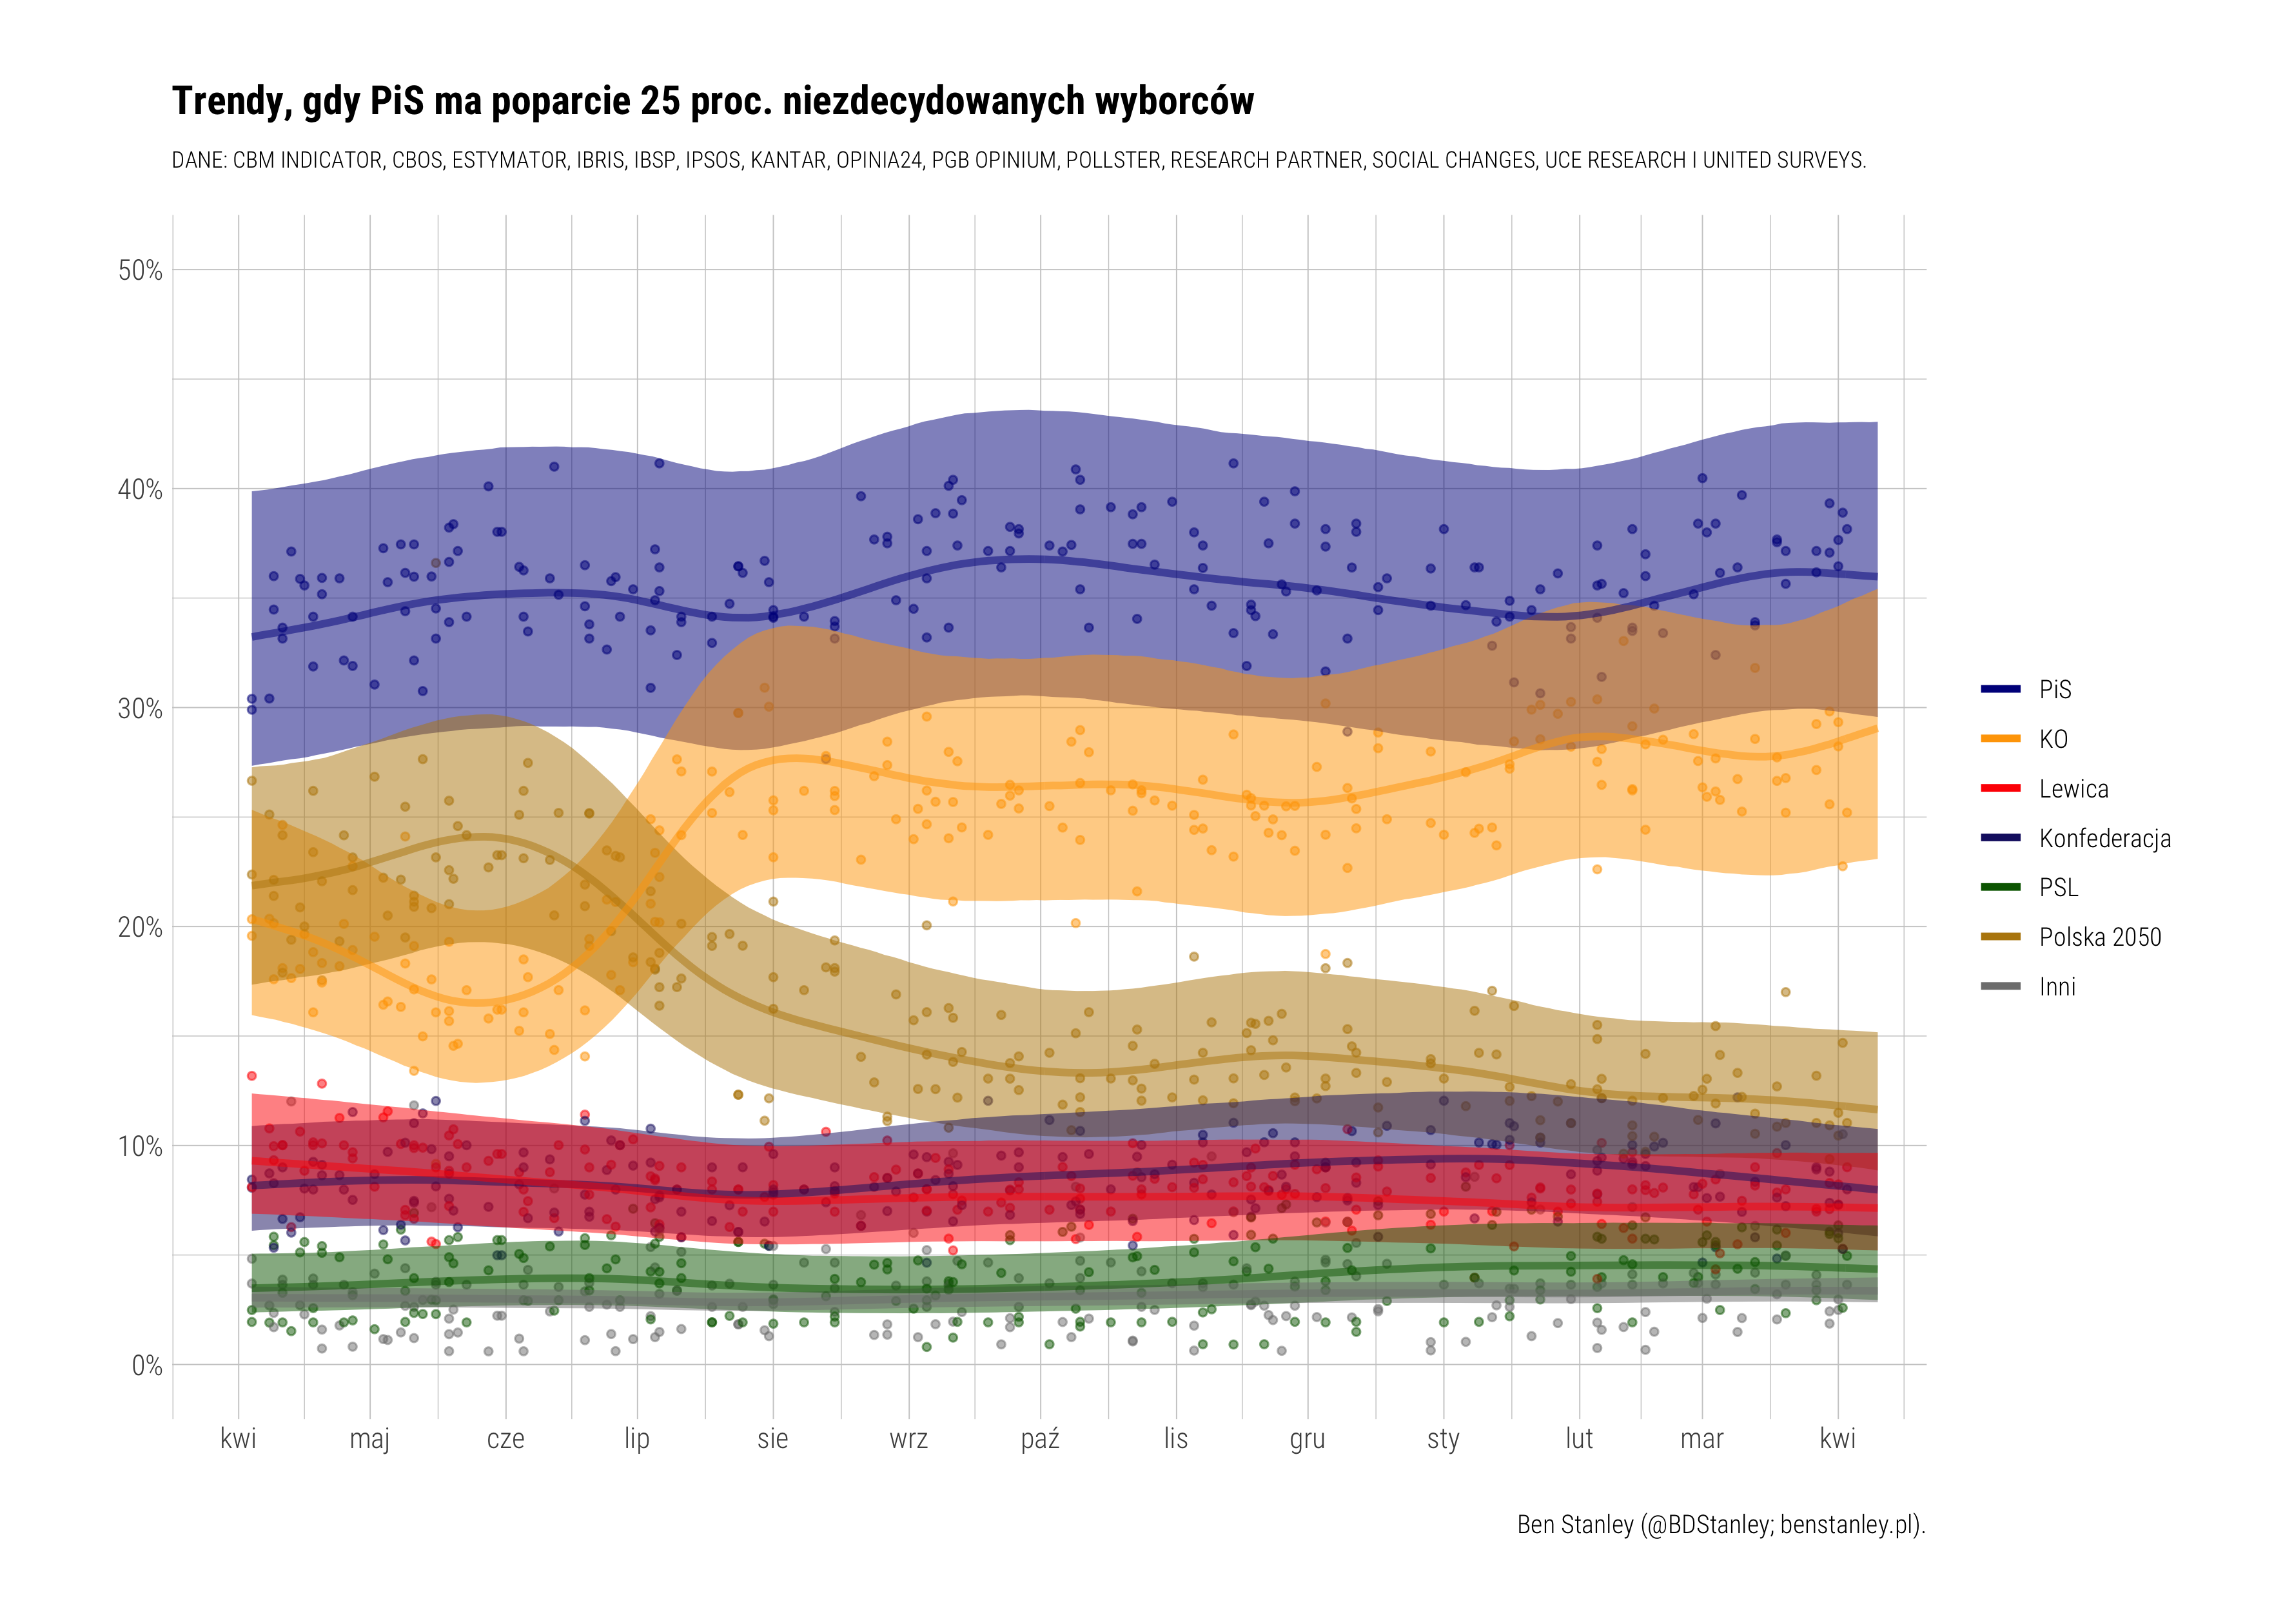 Trendy, gdy PiS ma poparcie 25 proc. niezdecydowanych wyborców
DANE: CBM INDICATOR, CBOS, ESTYMATOR, IBRIS, IBSP, IPSOS, KANTAR, OPINIA24, PGB OPINIUM, POLLSTER, RESEARCH PARTNER, SOCIAL CHANGES, UCE RESEARCH I UNITED SURVEYS.
50%
40%
30%
20%
10%
0%
kwi maj cze lip sie wrz paź lis gru sty lut mar kwi
PiS
KO
Lewica
Konfederacja
PSL
Polska 2050
Inni
Ben Stanley (@BDStanley; benstanley.pl).